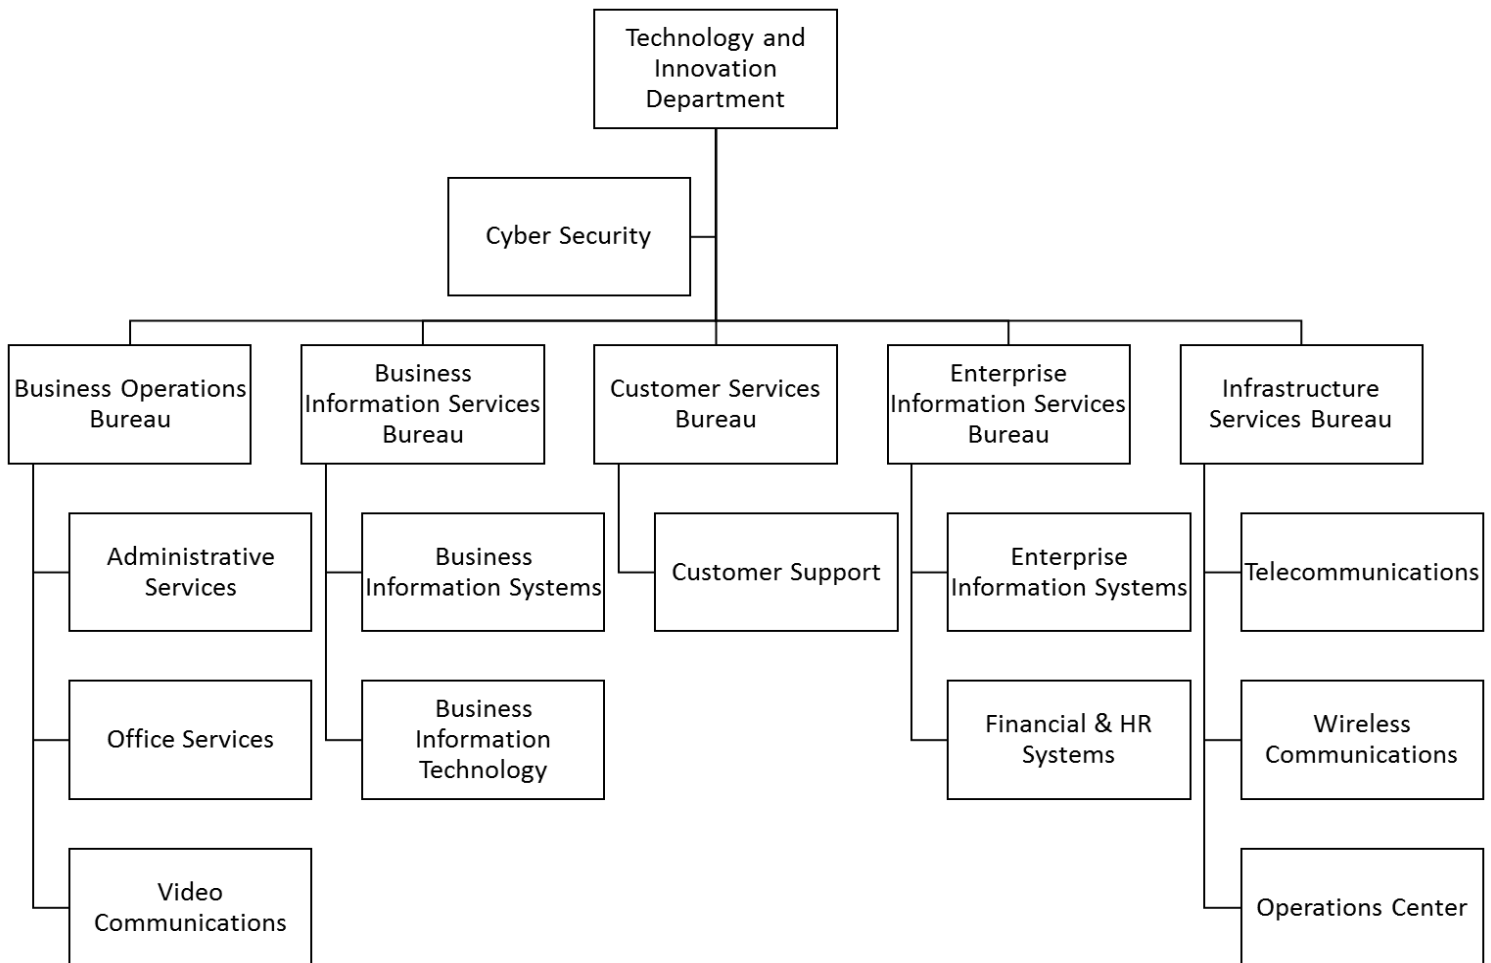 Technology and
Innovation
Department
Cyber Security
Business Operations
Bureau
Business
Information Services
Bureau
Customer Services
Bureau
Enterprise
Information Services
Bureau
Infrastructure
Services Bureau
Administrative
Services
Business
Information Systems
Customer Support
Enterprise
Information Systems
Telecommunications
Office Services
Business
Information
Technology
Financial & HR
Systems
Wireless
Communications
Video
Communications
Operations Center